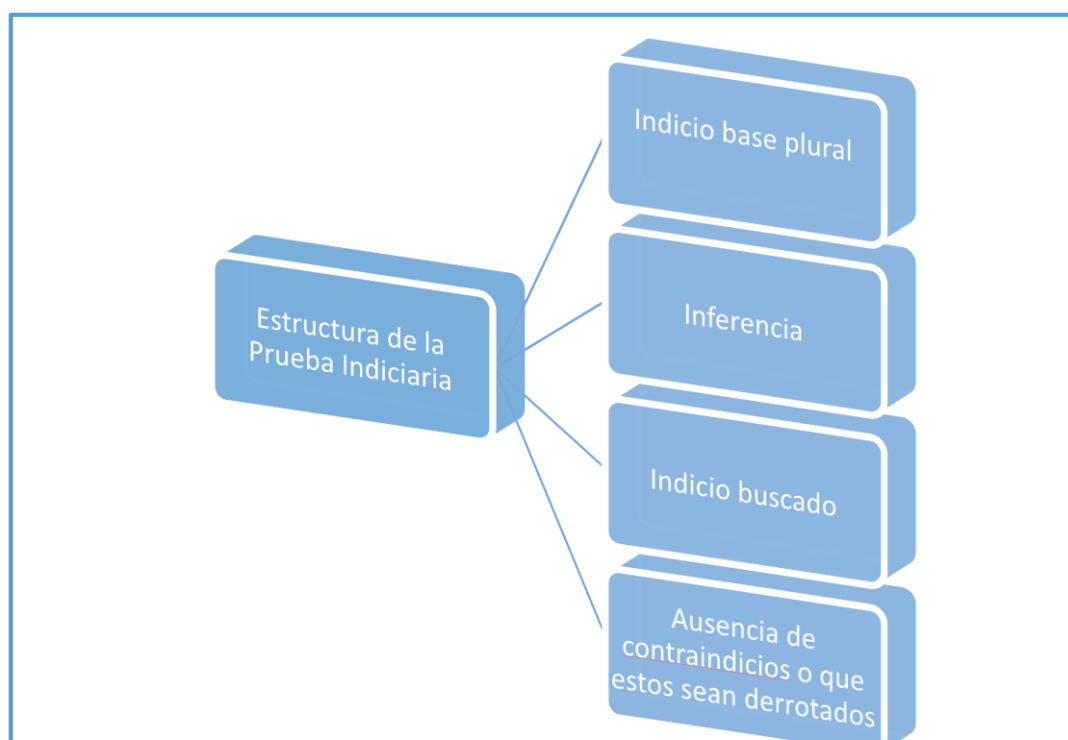 Estructura de la
Prueba Indiciaria
Indicio base plural
Inferencia
Indicio buscado
Ausencia de
contraindicios o que
estos sean derrotados